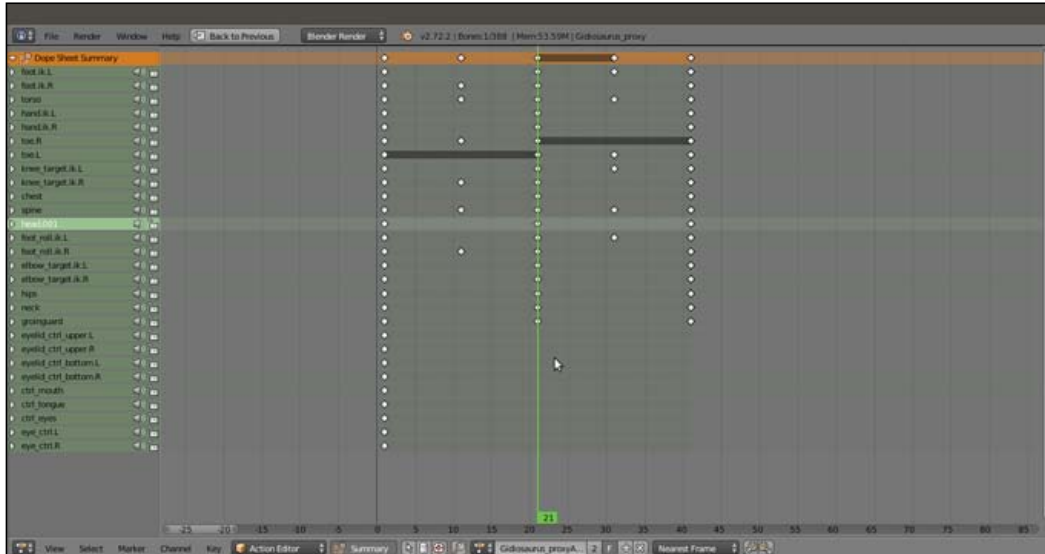 File Render Window Help Back to Previous Blender Render v2.72.2 | Bones:1/388 | Mem:53.59M | Gidiosaurus_proxy
Dope Sheet Summary
foot.ik.L
foot.ik.R
torso
hand.ik.L
hand.ik.R
toe.R
toe.L
knee_target.ik.L
knee_target.ik.R
chest
spine
head.001
foot_roll.ik.L
foot_roll.ik.R
elbow_target.ik.L
elbow_target.ik.R
hips
neck
groinguard
eyelid_ctrl_upper.L
eyelid_ctrl_upper.R
eyelid_ctrl_bottom.L
eyelid_ctrl_bottom.R
ctrl_mouth
ctrl_tongue
ctrl_eyes
eye_ctrl.L
eye_ctrl.R
21
-25 -20 -15 -10 -5 0 5 10 15 20 25 30 35 40 45 50 55 60 65 70 75 80 85
View Select Marker Channel Key Action Editor Summary Gidiosaurus_proxyA... 2 F Nearest Frame